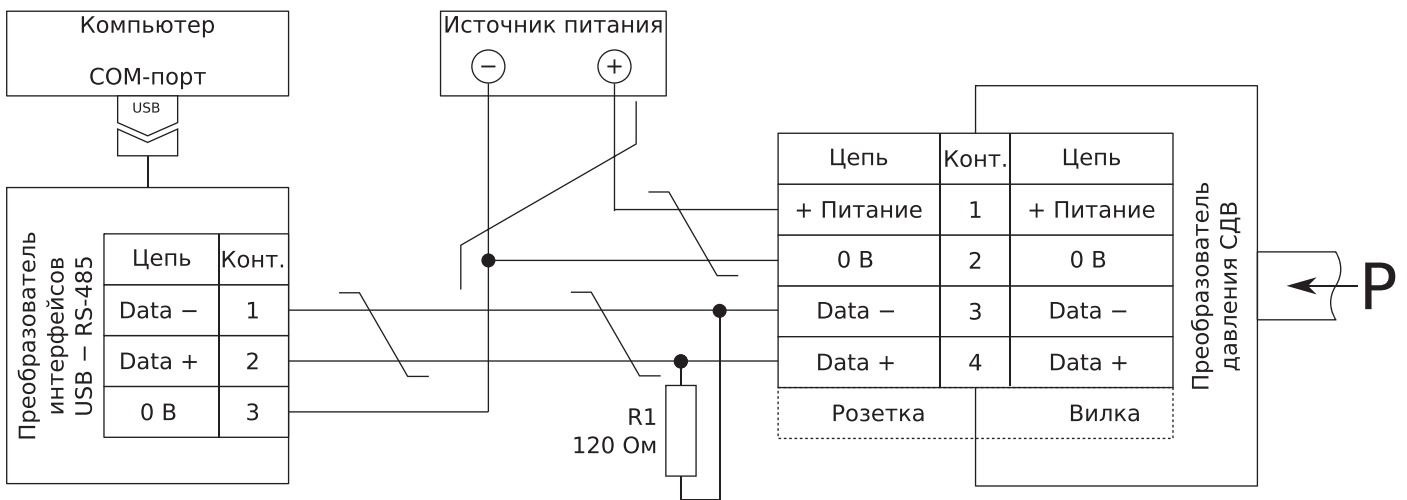 Компьютер
COM-порт
USB
Источник питания
−
+
Преобразователь
интерфейсов
USB − RS-485
Цепь Конт.
Data − 1
Data + 2
0 В 3
R1
120 Ом
Цепь Конт. Цепь
+ Питание 1 + Питание
0 В 2 0 В
Data − 3 Data −
Data + 4 Data +
Розетка Вилка
Преобразователь
давления СДВ
P